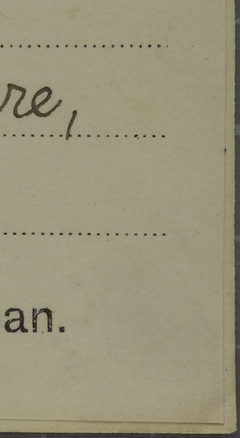 re,
an.